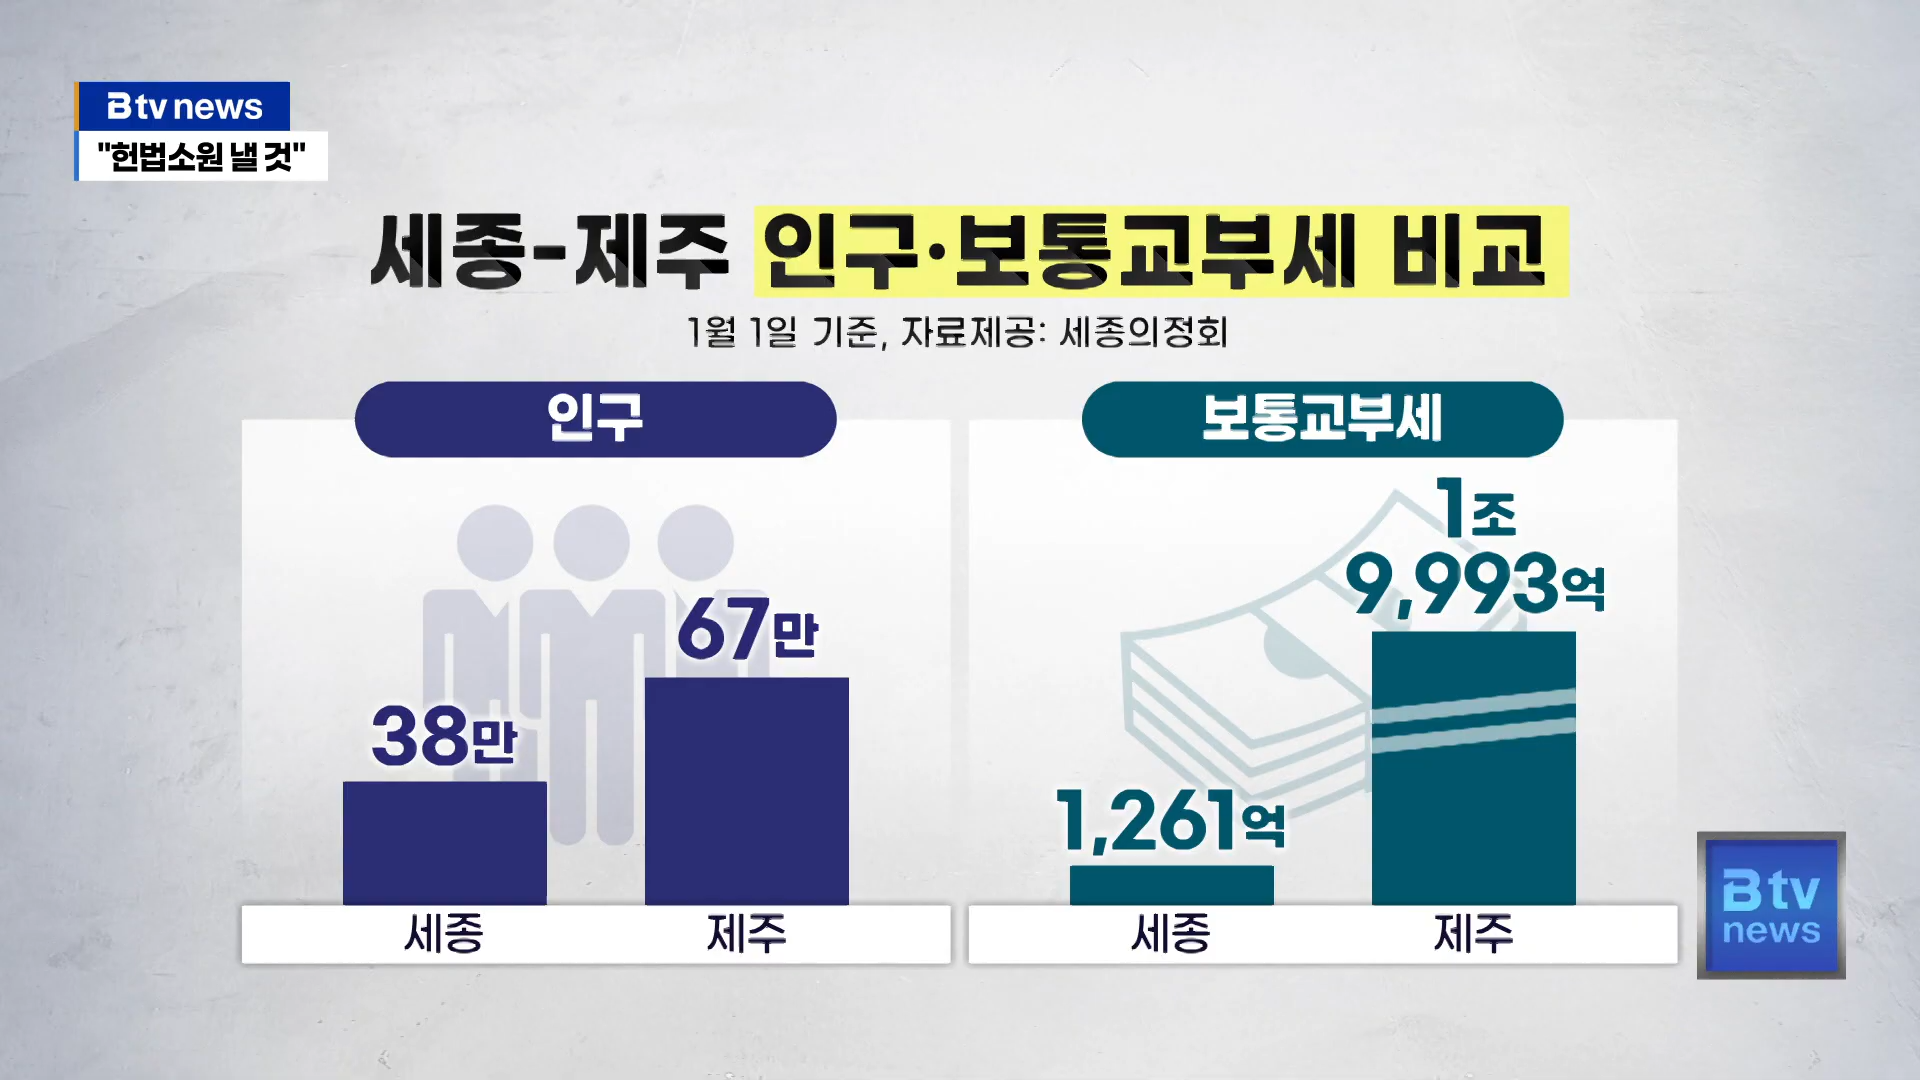 B tv news
"헌법소원 낼 것"
세종-제주 인구·보통교부세 비교
1월 1일 기준, 자료제공: 세종의정회
인구
38만
67만
세종
제주
보통교부세
1,261억
1조
9,993억
세종
제주
B tv
news